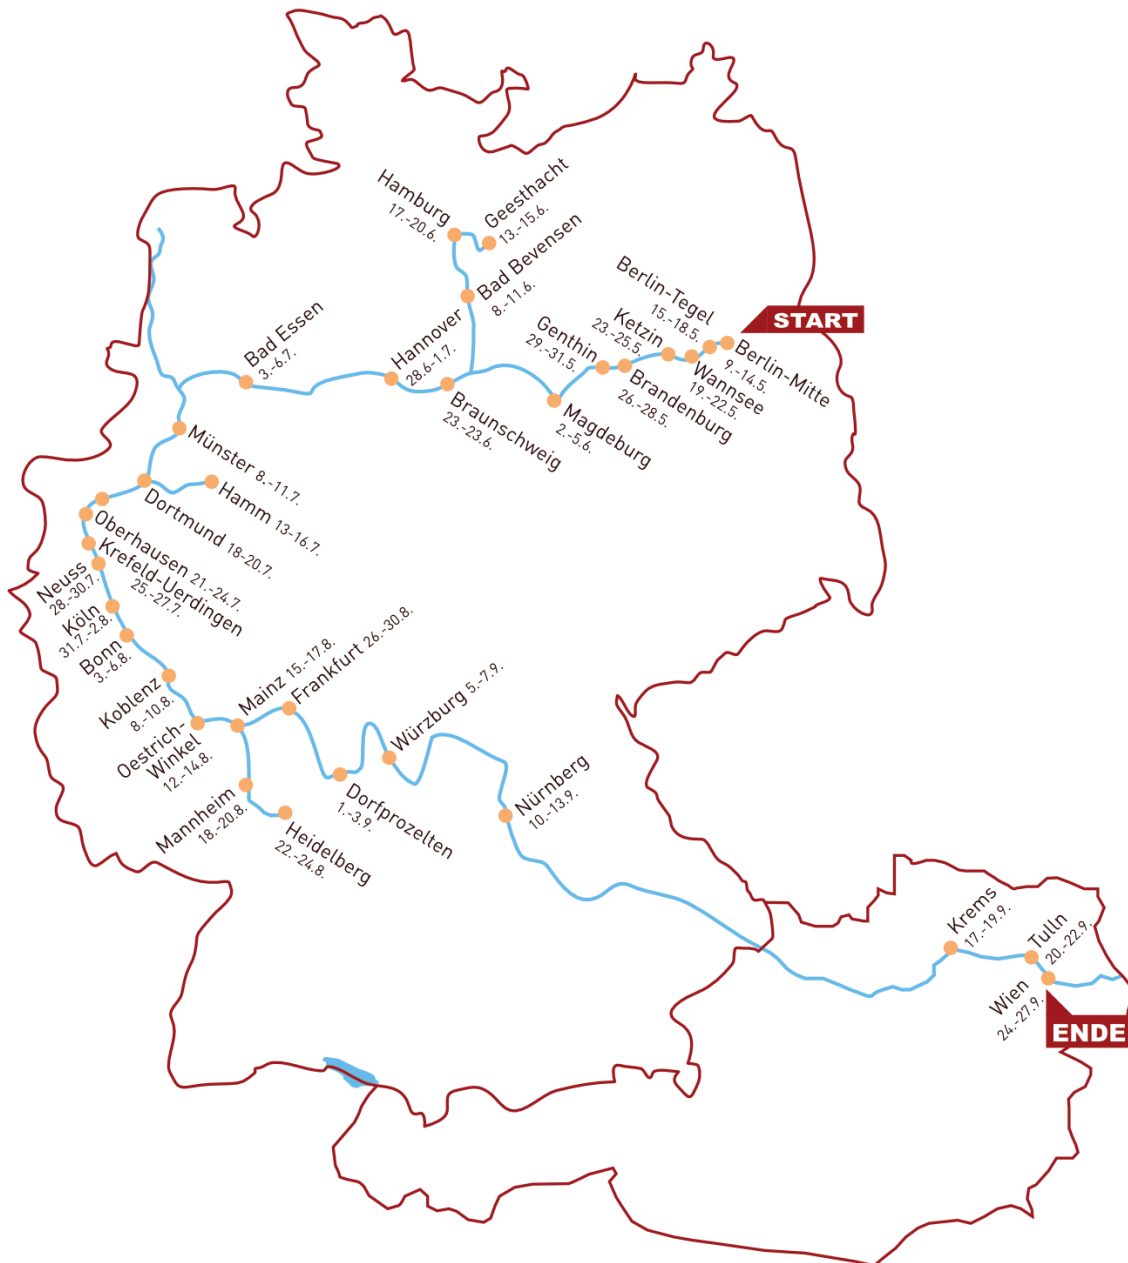 Hamburg
17.-20.6.
Geesthacht
13.-15.6.
Bad Bevensen
8.-11.6.
Berlin-Tegel
15.-18.5.
START
Ketzin
23.-25.5.
Genthin
29.-31.5.
Hannover
28.6-1.7.
Bad Essen
3.-6.7.
Berlin-Mitte
9.-14.5.
Wannsee
19.-22.5.
Brandenburg
26.-28.5.
Magdeburg
2.-5.6.
Braunschweig
23.-23.6.
Münster 8.-11.7.
Hamm 13-16.7.
Dortmund 18-20.7.
Oberhausen 21.-24.7.
Krefeld-Uerdingen
25.-27.7.
Neuss
28.-30.7.
Köln
31.7.-2.8.
Bonn
3.-6.8.
Koblenz
8.-10.8.
Oestrich-
Winkel
12.-14.8.
Mainz 15.-17.8.
Frankfurt 26.-30.8.
Mannheim
18.-20.8.
Heidelberg
22.-24.8.
Dorfprozelten
1.-3.9.
Würzburg 5.-7.9.
Nürnberg
10.-13.9.
Krems
17.-19.9.
Tulln
20.-22.9.
Wien
24.-27.9.
ENDE